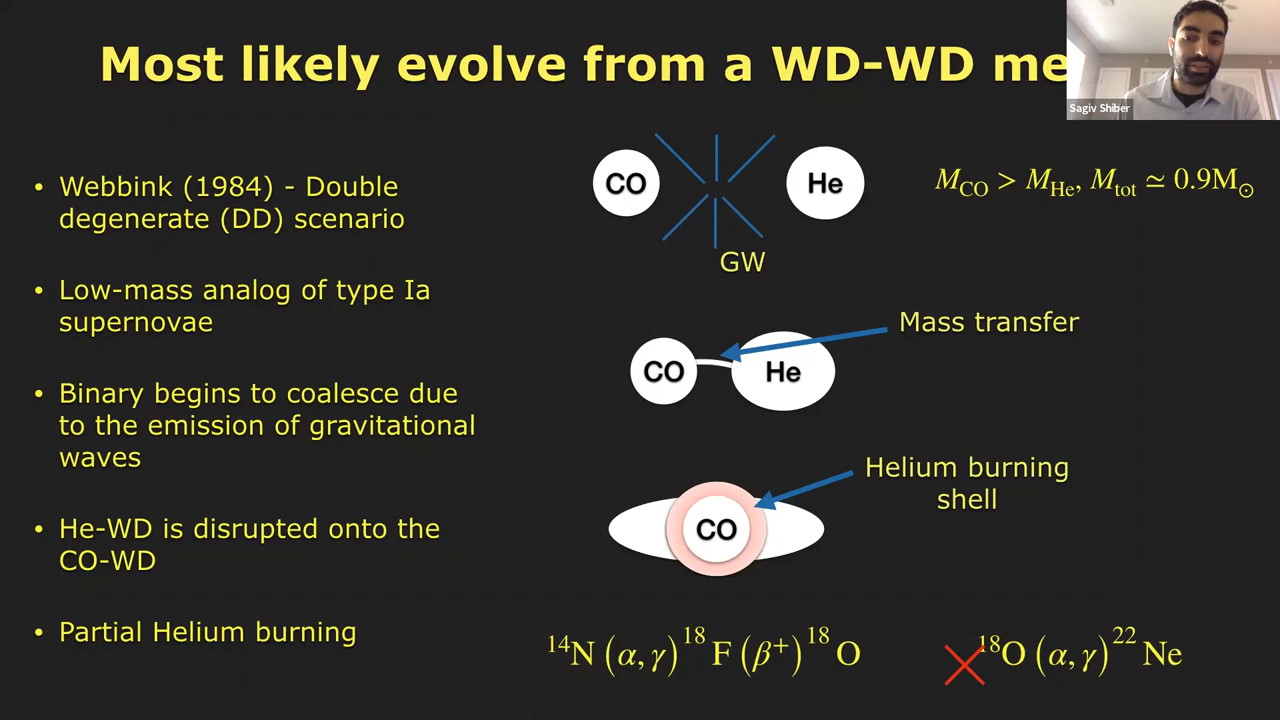 Most likely evolve from a WD-WD me
Sagiv Shiber
• Webbink (1984) - Double
degenerate (DD) scenario
• Low-mass analog of type Ia
supernovae
• Binary begins to coalesce due
to the emission of gravitational
waves
• He-WD is disrupted onto the
CO-WD
• Partial Helium burning
CO
He
GW
M_CO > M_He, M_tot ≃ 0.9M_⊙
Mass transfer
CO
He
Helium burning
shell
CO
¹⁴N (α, γ) ¹⁸F (β⁺) ¹⁸O
¹⁸O (α, γ) ²²Ne